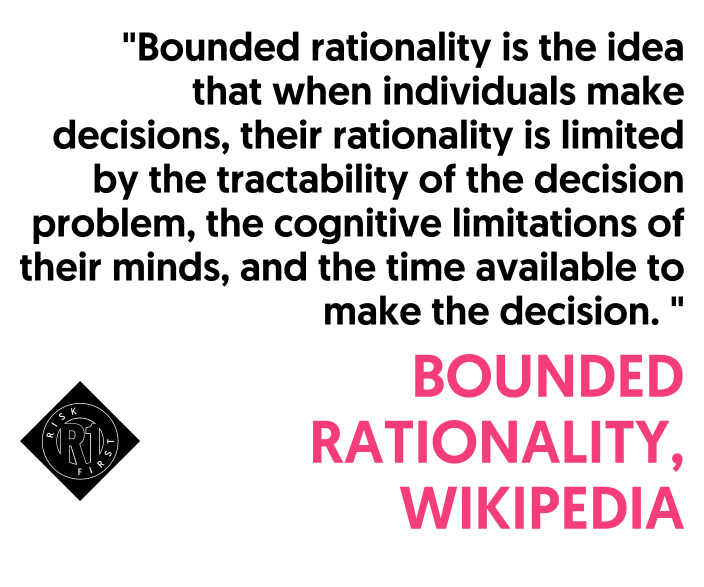 "Bounded rationality is the idea
that when individuals make
decisions, their rationality is limited
by the tractability of the decision
problem, the cognitive limitations of
their minds, and the time available to
make the decision. "
BOUNDED
RATIONALITY,
WIKIPEDIA
RISK
R1
FIRST